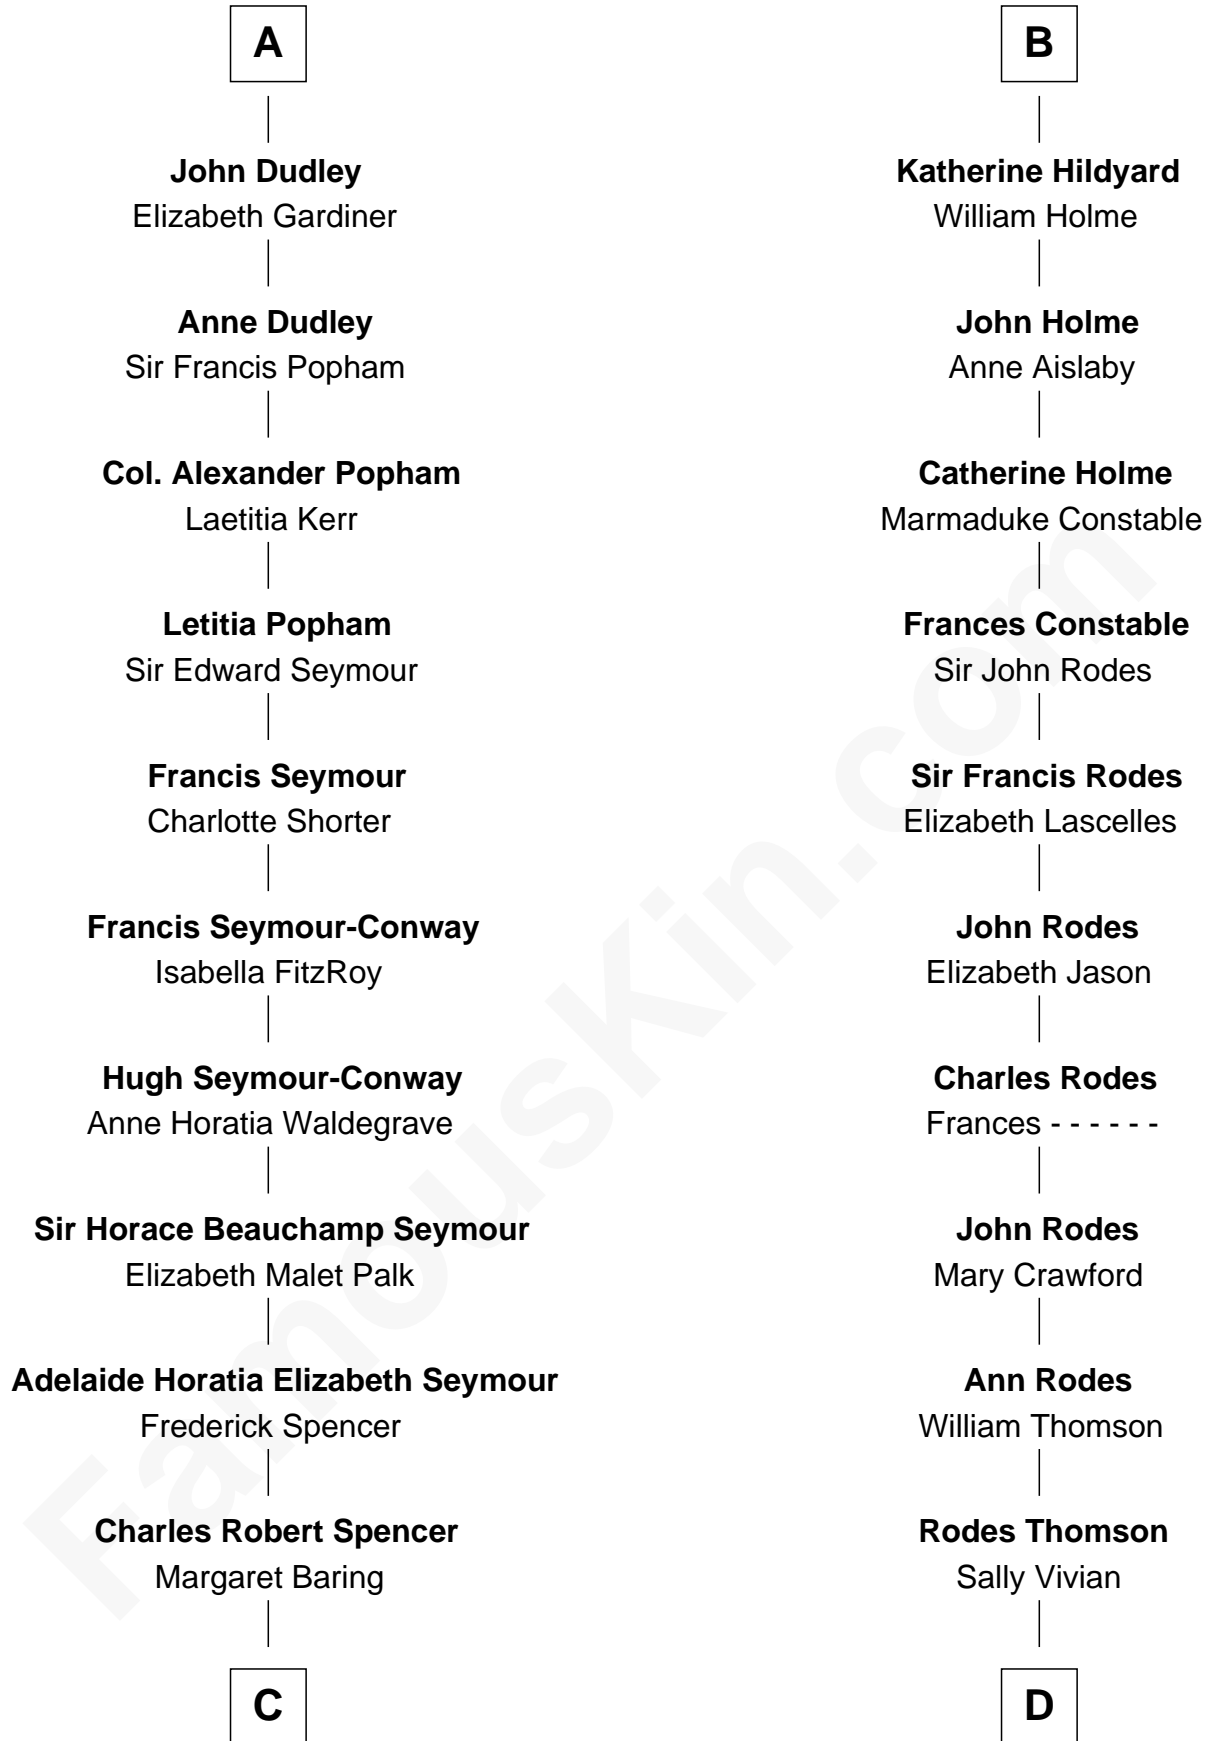 A
John Dudley
Elizabeth Gardiner
Anne Dudley
Sir Francis Popham
Col. Alexander Popham
Laetitia Kerr
Letitia Popham
Sir Edward Seymour
Francis Seymour
Charlotte Shorter
Francis Seymour-Conway
Isabella FitzRoy
Hugh Seymour-Conway
Anne Horatia Waldegrave
Sir Horace Beauchamp Seymour
Elizabeth Malet Palk
Adelaide Horatia Elizabeth Seymour
Frederick Spencer
Charles Robert Spencer
Margaret Baring
C
B
Katherine Hildyard
William Holme
John Holme
Anne Aislaby
Catherine Holme
Marmaduke Constable
Frances Constable
Sir John Rodes
Sir Francis Rodes
Elizabeth Lascelles
John Rodes
Elizabeth Jason
Charles Rodes
Frances - - - - - -
John Rodes
Mary Crawford
Ann Rodes
William Thomson
Rodes Thomson
Sally Vivian
D
FamousKin.com